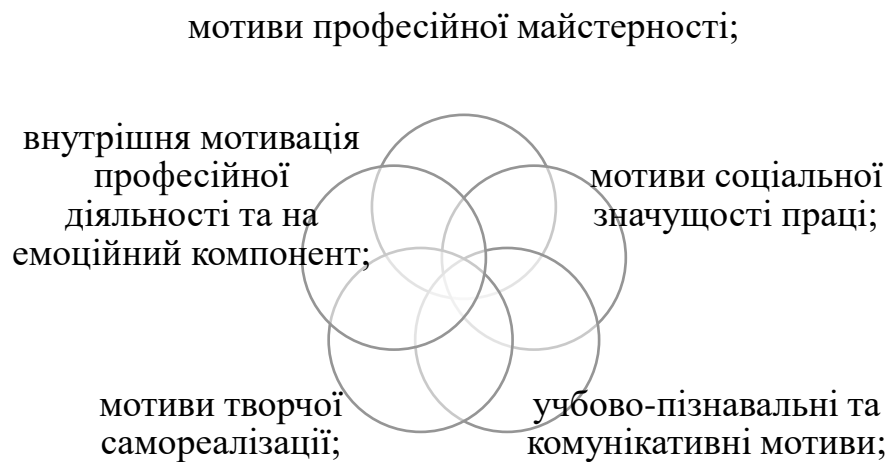 мотиви професійної майстерності;
внутрішня мотивація
професійної
діяльності та на
емоційний компонент;
мотиви соціальної
значущості праці;
мотиви творчої
самореалізації;
учбово-пізнавальні та
комунікативні мотиви;